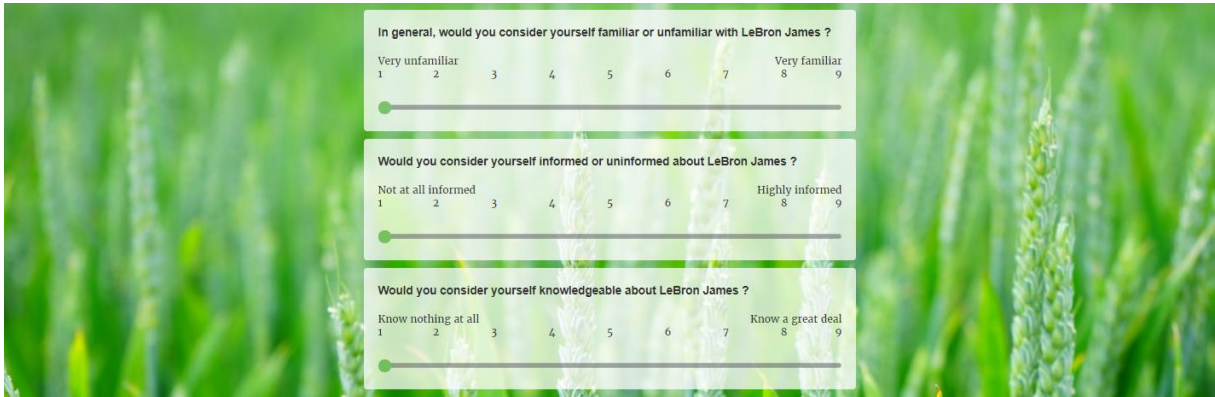 In general, would you consider yourself familiar or unfamiliar with LeBron James ?
Very unfamiliar Very familiar
1 2 3 4 5 6 7 8 9
Would you consider yourself informed or uninformed about LeBron James ?
Not at all informed Highly informed
1 2 3 4 5 6 7 8 9
Would you consider yourself knowledgeable about LeBron James ?
Know nothing at all Know a great deal
1 2 3 4 5 6 7 8 9